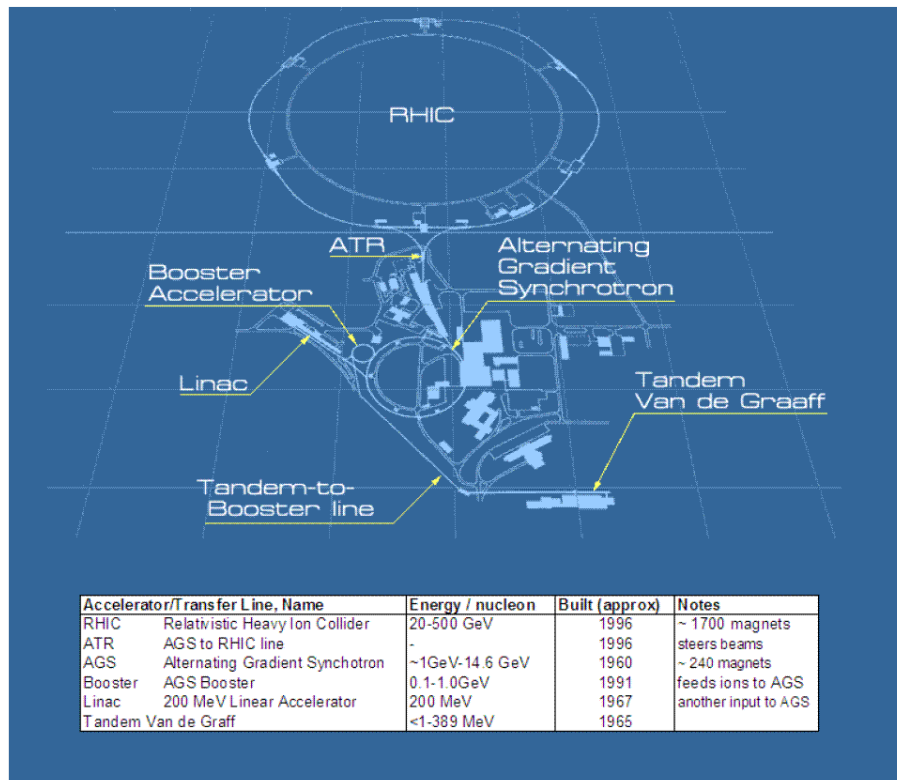 RHIC
ATR
Alternating
Gradient
Synchrotron
Booster
Accelerator
Linac
Tandem
Van de Graaff
Tandem-to-
Booster line
Accelerator/Transfer Line, Name Energy / nucleon Built (approx) Notes
RHIC Relativistic Heavy Ion Collider 20-500 GeV 1996 ~ 1700 magnets
ATR AGS to RHIC line - 1996 steers beams
AGS Alternating Gradient Synchotron ~1GeV-14.6 GeV 1960 ~ 240 magnets
Booster AGS Booster 0.1-1.0GeV 1991 feeds ions to AGS
Linac 200 MeV Linear Accelerator 200 MeV 1967 another input to AGS
Tandem Van de Graff <1-389 MeV 1965